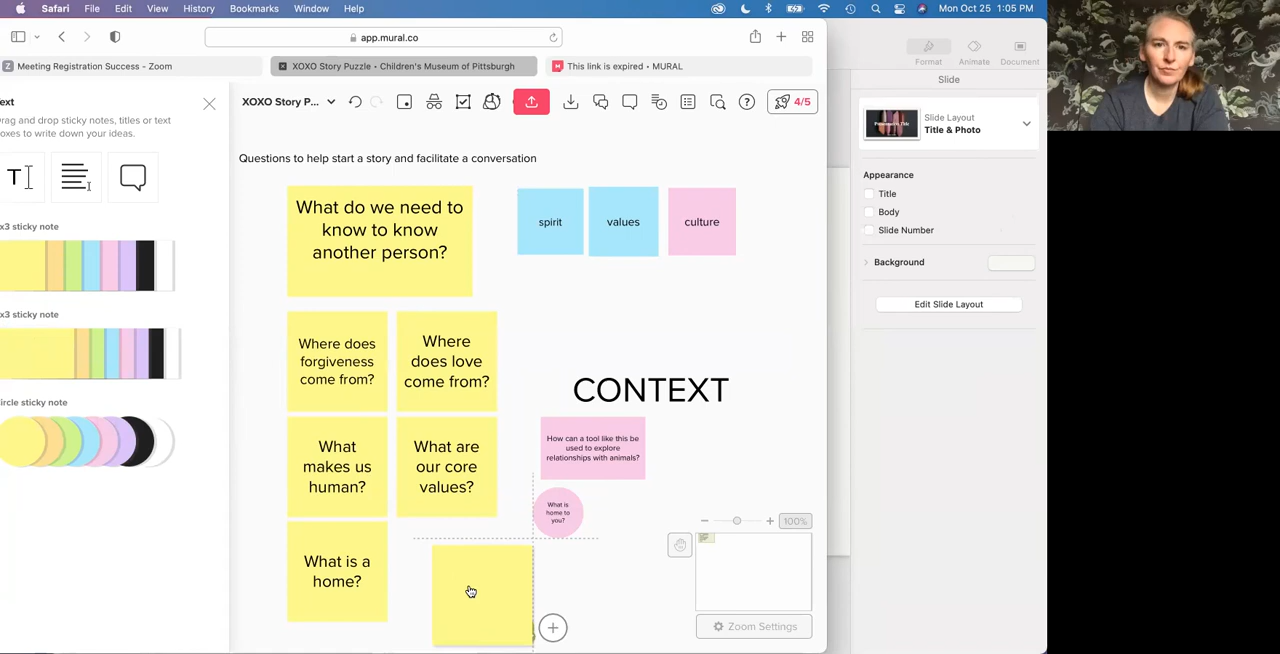 Safari File Edit View History Bookmarks Window Help
Mon Oct 25 1:05 PM
app.mural.co
Z Meeting Registration Success - Zoom
XOXO Story Puzzle • Children's Museum of Pittsburgh
This link is expired • MURAL
Format Animate Document
ext
XOXO Story P...
4/5
Slide
rag and drop sticky notes, titles or text
oxes to write down your ideas.
T
x3 sticky note
x3 sticky note
ircle sticky note
Questions to help start a story and facilitate a conversation
What do we need to
know to know
another person?
spirit
values
culture
Where does
forgiveness
come from?
Where
does love
come from?
CONTEXT
What
makes us
human?
What are
our core
values?
How can a tool like this be
used to explore
relationships with animals?
What is
home to
you?
What is a
home?
100%
Zoom Settings
Slide Layout
Title & Photo
Appearance
Title
Body
Slide Number
Background
Edit Slide Layout